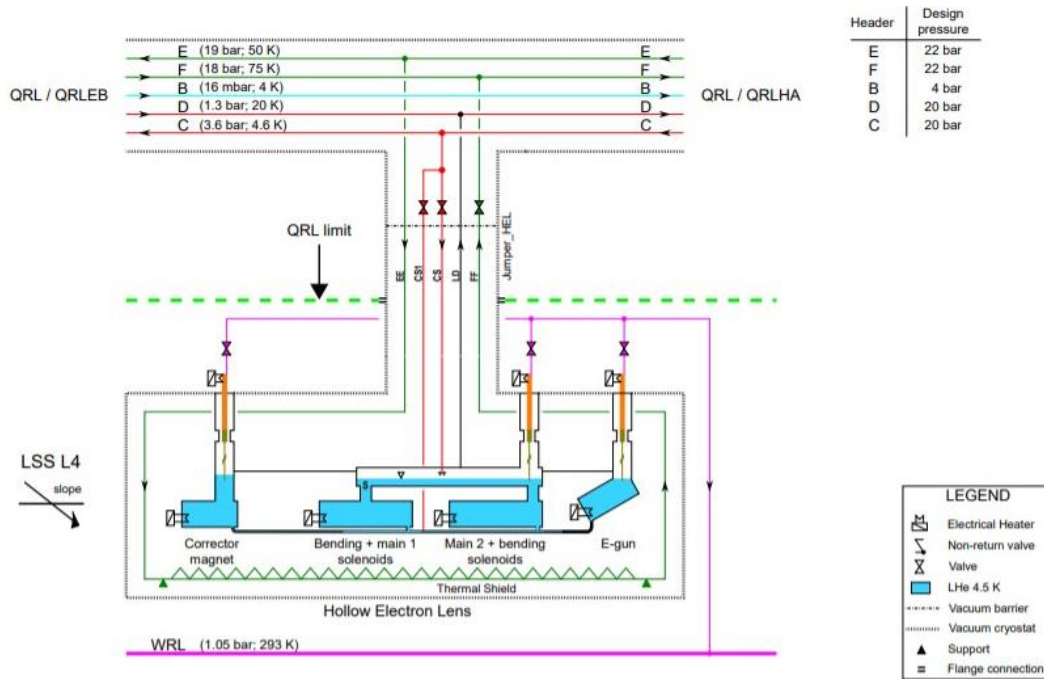 Header Design pressure
E 22 bar
F 22 bar
B 4 bar
D 20 bar
C 20 bar
E (19 bar; 50 K) E
F (18 bar; 75 K) F
B (16 mbar; 4 K) B
D (1.3 bar; 20 K) D
C (3.6 bar; 4.6 K) C
QRL / QRLEB
QRL / QRLHA
QRL limit
EE
CS1
CS
LD
FF
Jumper_HEL
LSS L4
slope
S
Corrector
magnet
Bending + main 1
solenoids
Main 2 + bending
solenoids
E-gun
Thermal Shield
Hollow Electron Lens
WRL (1.05 bar; 293 K)
LEGEND
Electrical Heater
Non-return valve
Valve
LHe 4.5 K
Vacuum barrier
Vacuum cryostat
Support
Flange connection